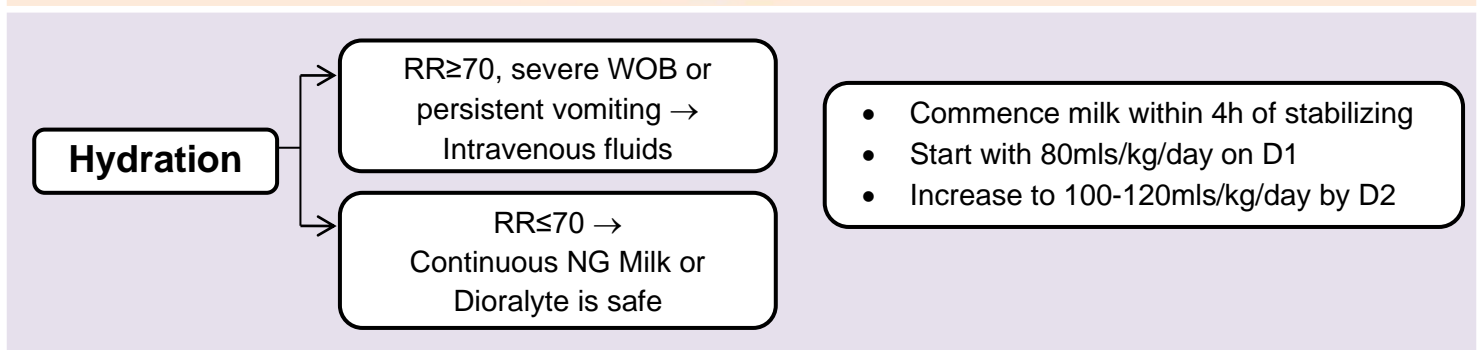 Hydration
RR≥70, severe WOB or
persistent vomiting →
Intravenous fluids
RR≤70 →
Continuous NG Milk or
Dioralyte is safe
• Commence milk within 4h of stabilizing
• Start with 80mls/kg/day on D1
• Increase to 100-120mls/kg/day by D2